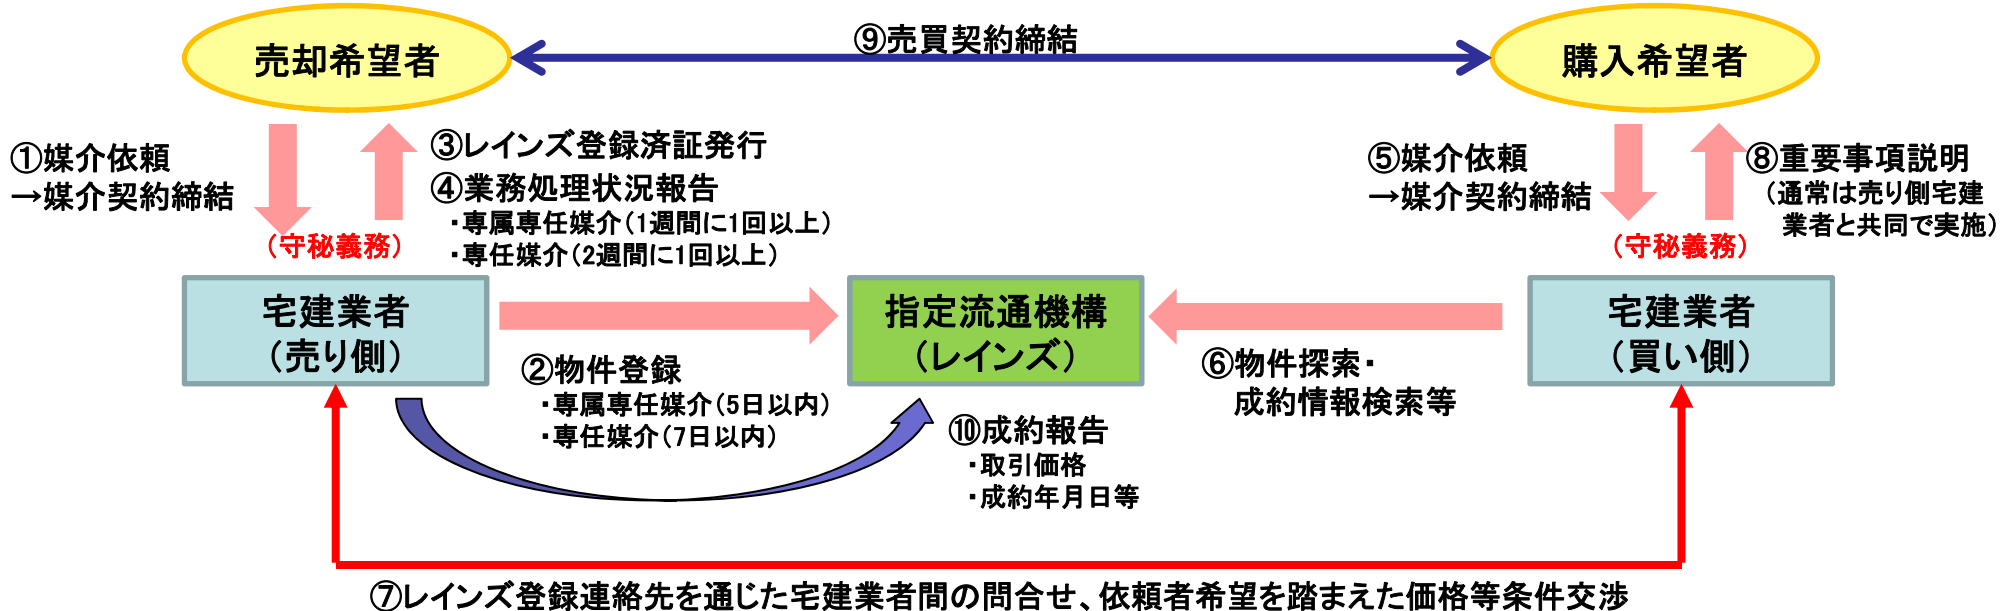 売却希望者
⑨売買契約締結
購入希望者
①媒介依頼
→媒介契約締結
③レインズ登録済証発行
④業務処理状況報告
・専属専任媒介（1週間に1回以上）
・専任媒介（2週間に1回以上）
（守秘義務）
⑤媒介依頼
→媒介契約締結
⑧重要事項説明
（通常は売り側宅建
業者と共同で実施）
（守秘義務）
宅建業者
（売り側）
指定流通機構
（レインズ）
宅建業者
（買い側）
②物件登録
・専属専任媒介（5日以内）
・専任媒介（7日以内）
⑥物件探索・
成約情報検索等
⑩成約報告
・取引価格
・成約年月日等
⑦レインズ登録連絡先を通じた宅建業者間の問合せ、依頼者希望を踏まえた価格等条件交渉